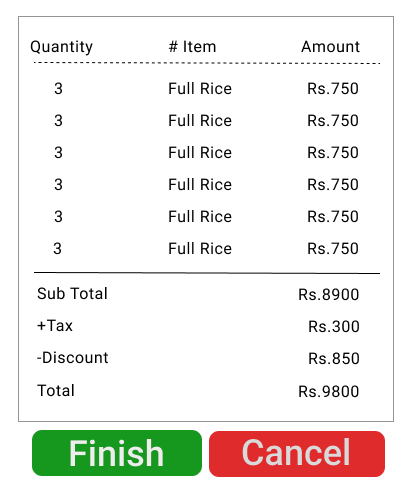 Quantity # Item Amount
3 Full Rice Rs.750
3 Full Rice Rs.750
3 Full Rice Rs.750
3 Full Rice Rs.750
3 Full Rice Rs.750
3 Full Rice Rs.750
Sub Total Rs.8900
+Tax Rs.300
-Discount Rs.850
Total Rs.9800
Finish Cancel